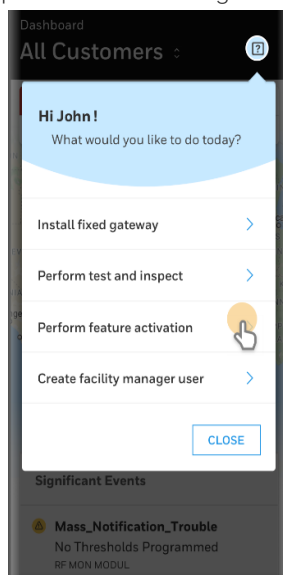 Dashboard
All Customers
Hi John!
What would you like to do today?
Install fixed gateway
Perform test and inspect
Perform feature activation
Create facility manager user
CLOSE
Significant Events
Mass_Notification_Trouble
No Thresholds Programmed
RF MON MODUL